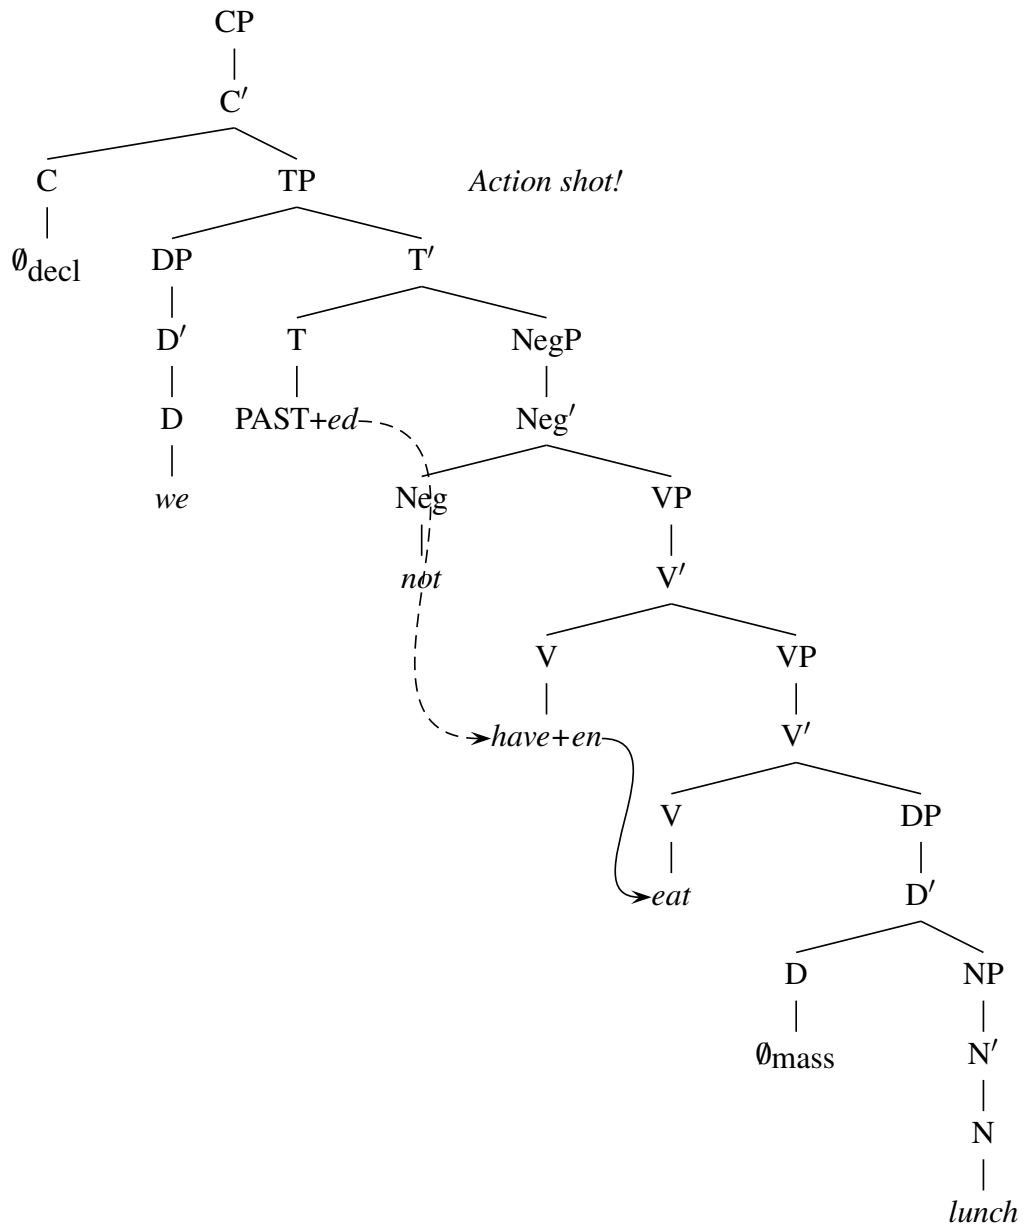 CP
C′
C TP Action shot!
∅decl DP T′
D′ T NegP
D PAST+ed Neg′
we Neg VP
not V′
V VP
have+en V′
V DP
eat D′
D NP
∅mass N′
N
lunch